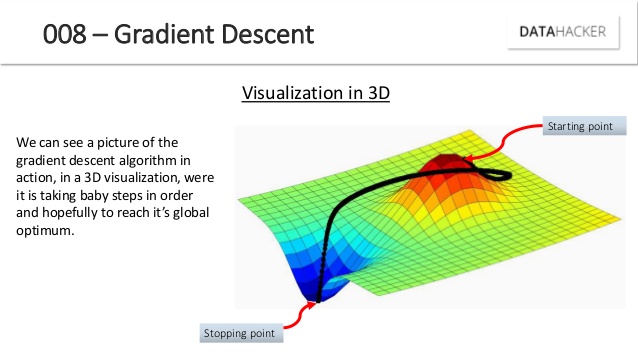 008 – Gradient Descent
DATAHACKER
Visualization in 3D
Starting point
We can see a picture of the
gradient descent algorithm in
action, in a 3D visualization, were
it is taking baby steps in order
and hopefully to reach it’s global
optimum.
Stopping point